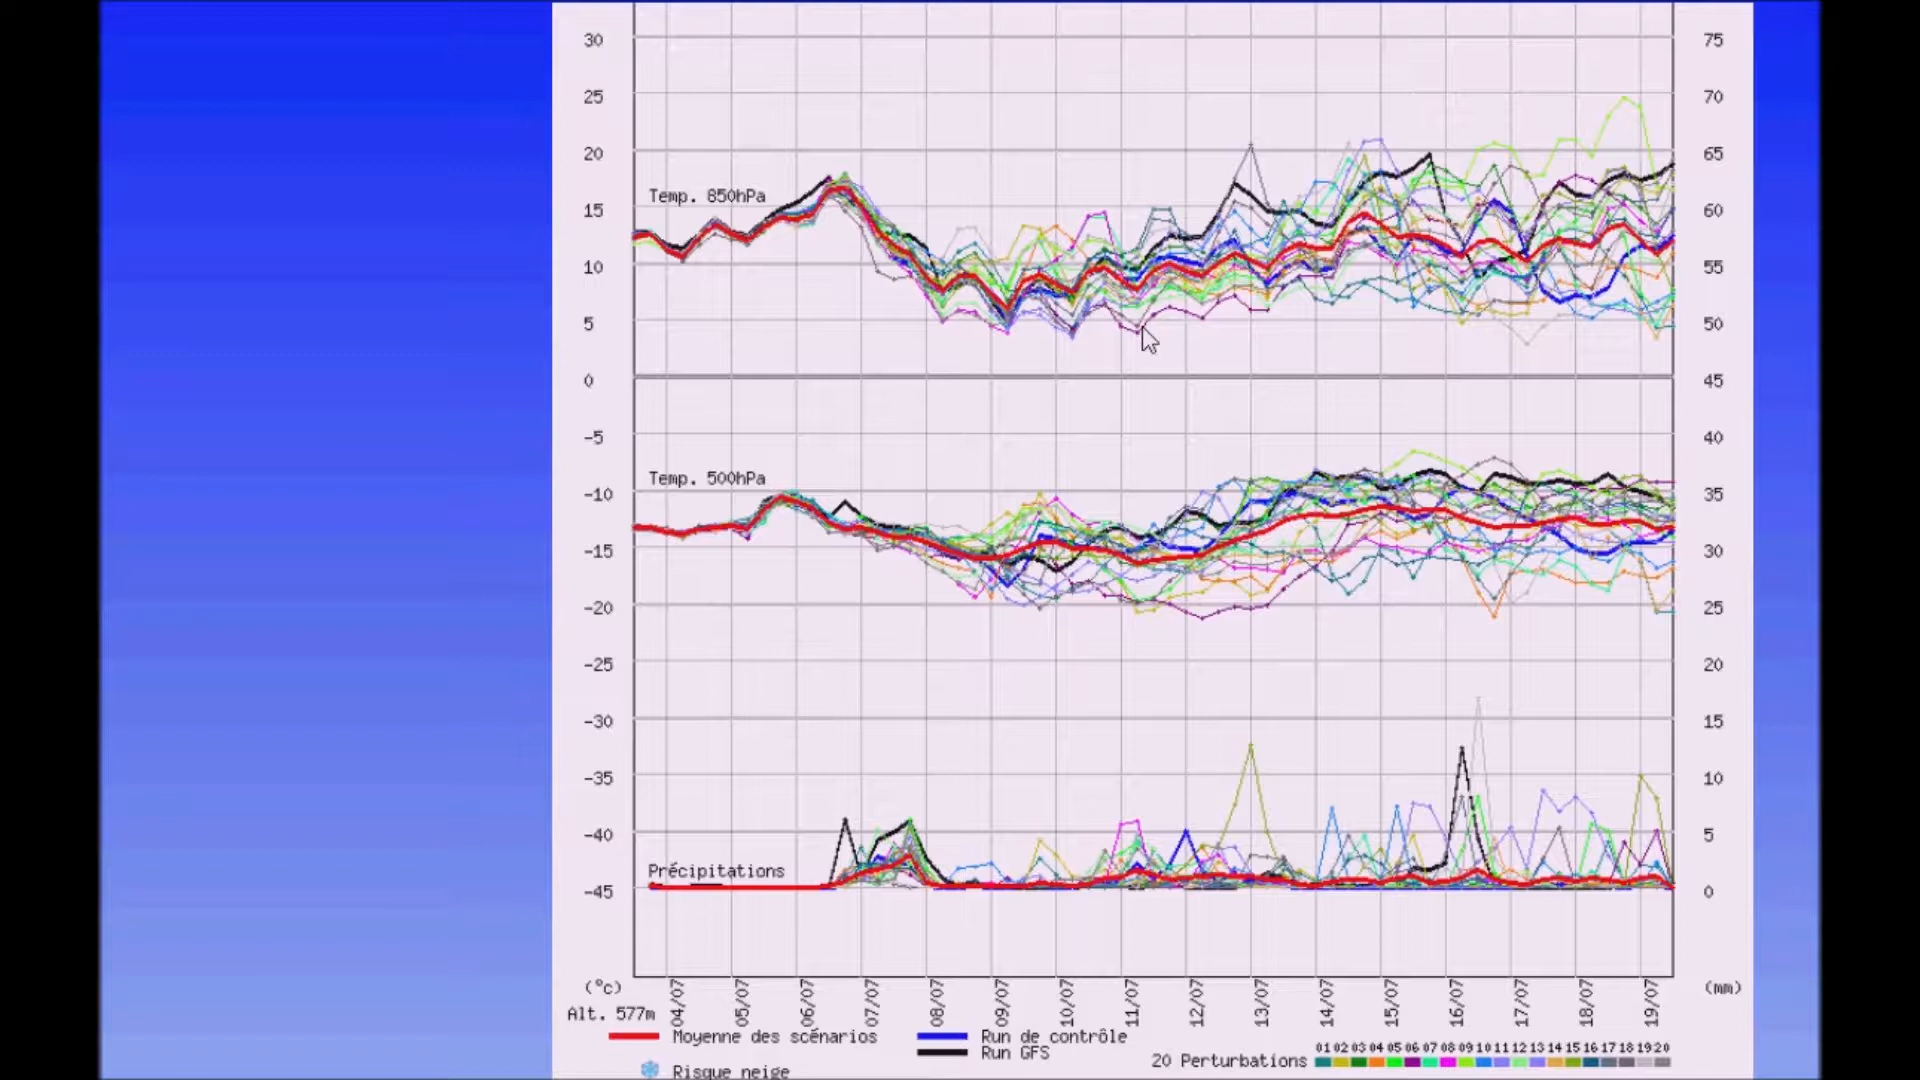 30 75
25 70
20 65
Temp. 850hPa
15 60
10 55
5 50
0 45
-5 40
Temp. 500hPa
-10 35
-15 30
-20 25
-25 20
-30 15
-35 10
-40 5
Précipitations
-45 0
(°c) 04/07 05/07 06/07 07/07 08/07 09/07 10/07 11/07 12/07 13/07 14/07 15/07 16/07 17/07 18/07 19/07 (mm)
Alt. 577m
Moyenne des scénarios Run de contrôle
Run GFS
01 02 03 04 05 06 07 08 09 10 11 12 13 14 15 16 17 18 19 20
20 Perturbations
Risque neige